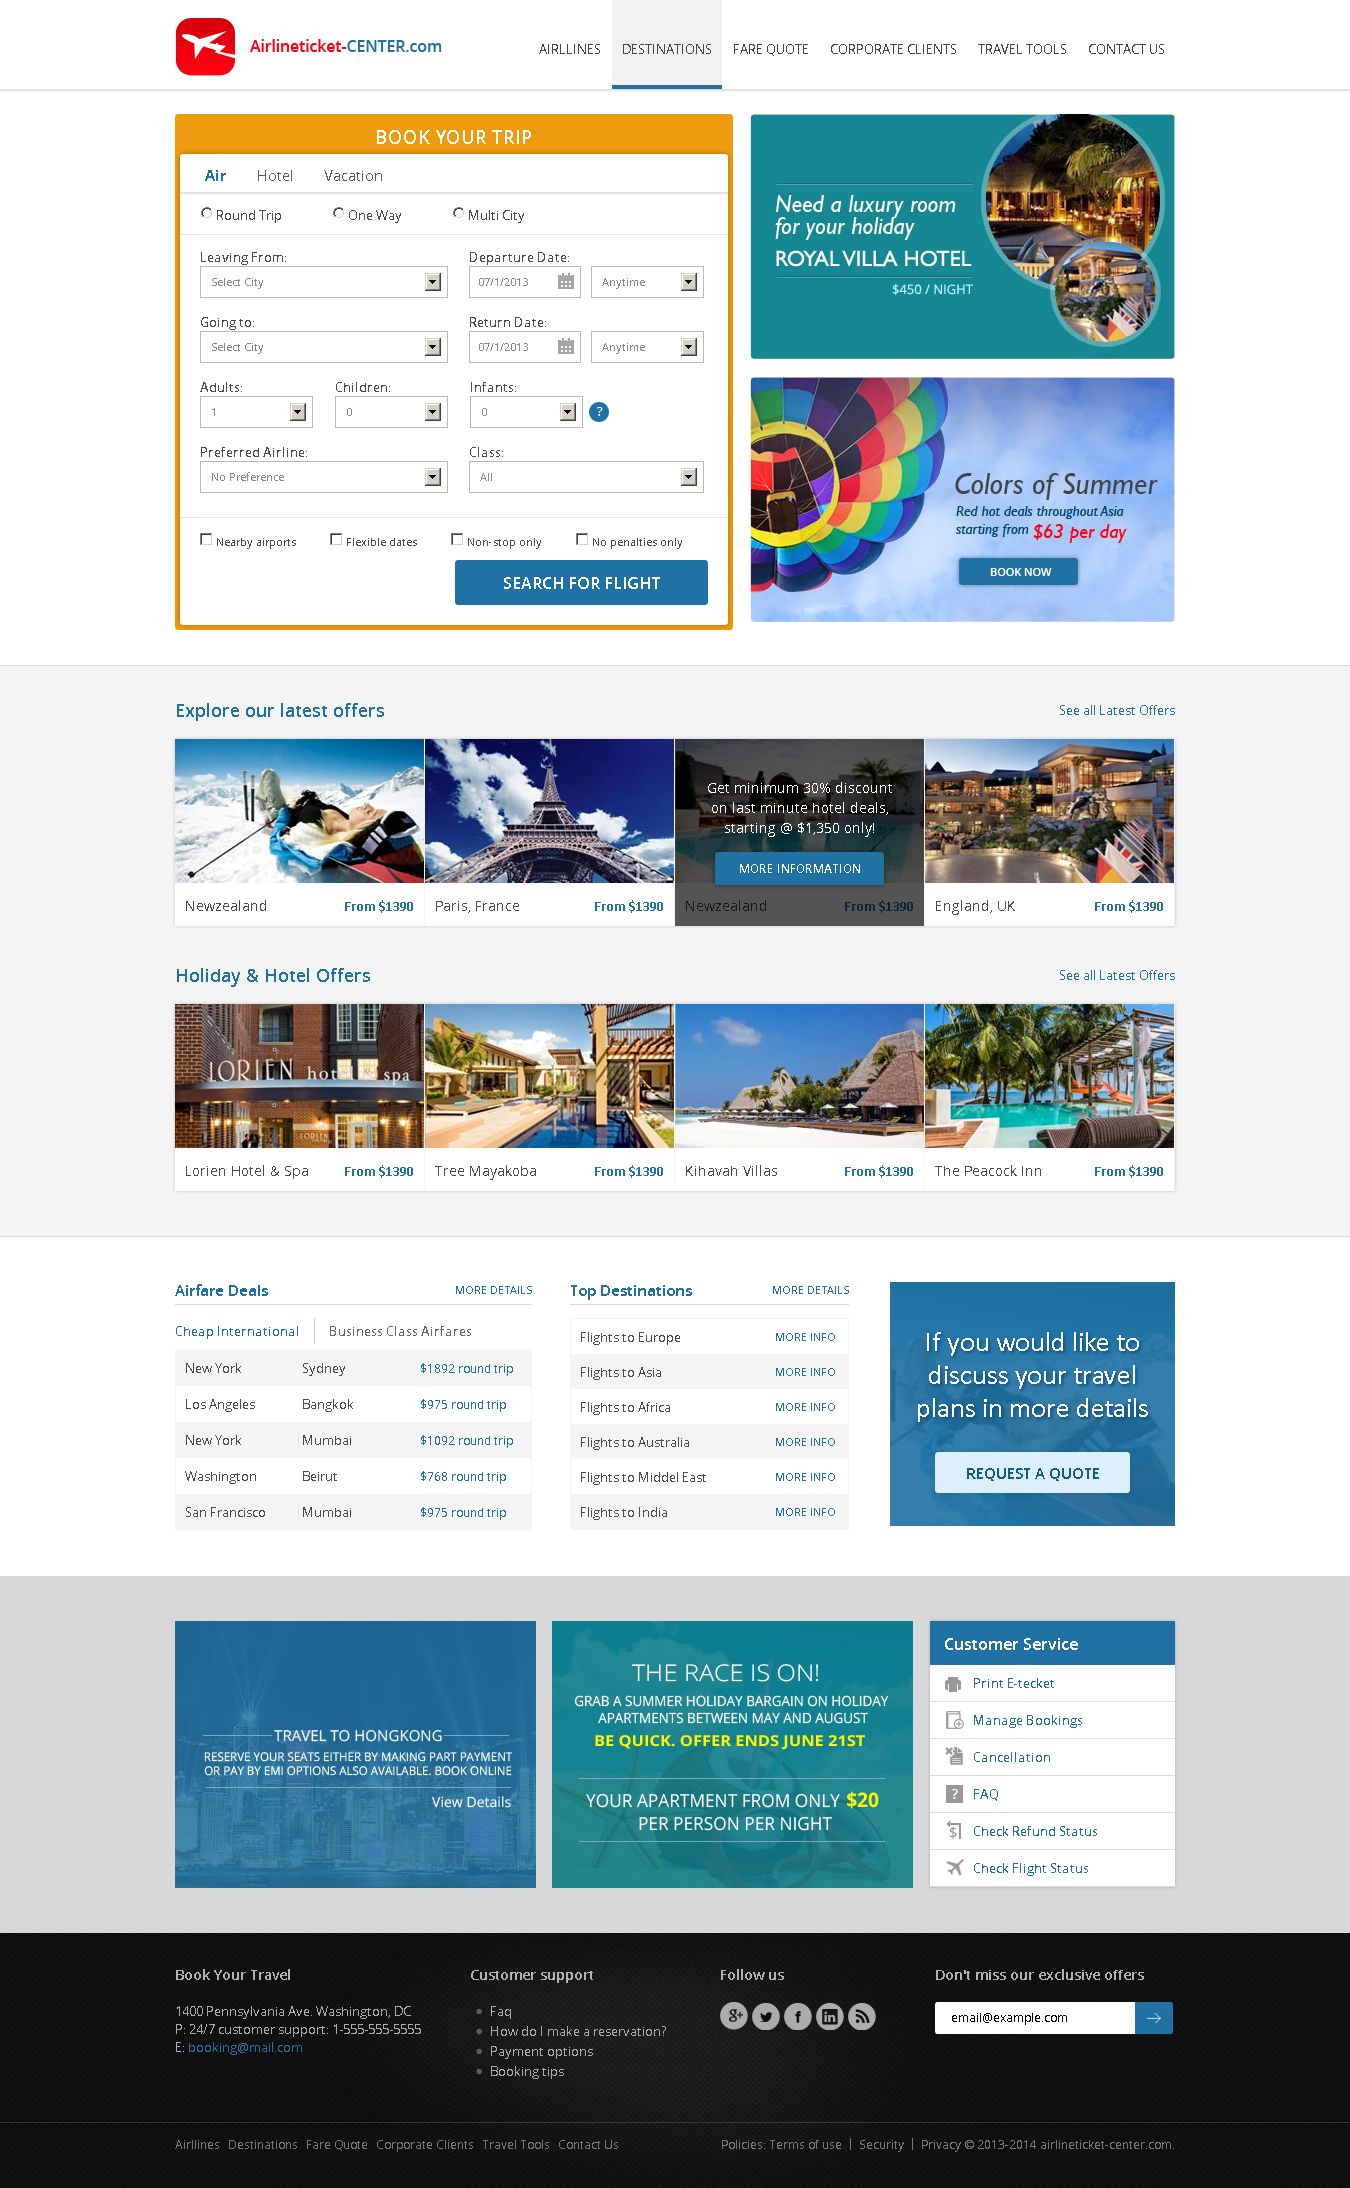 Airlineticket-CENTER.com
AIRLLINES DESTINATIONS FARE QUOTE CORPORATE CLIENTS TRAVEL TOOLS CONTACT US
BOOK YOUR TRIP
Air Hotel Vacation
Round Trip One Way Multi City
Leaving From: Departure Date:
Select City 07/1/2013 Anytime
Going to: Return Date:
Select City 07/1/2013 Anytime
Adults: Children: Infants:
1 0 0 ?
Preferred Airline: Class:
No Preference All
Nearby airports Flexible dates Non-stop only No penalties only
SEARCH FOR FLIGHT
Need a luxury room
for your holiday
ROYAL VILLA HOTEL
$450 / NIGHT
Colors of Summer
Red hot deals throughout Asia
starting from $63 per day
BOOK NOW
Explore our latest offers See all Latest Offers
Get minimum 30% discount
on last minute hotel deals,
starting @ $1,350 only!
MORE INFORMATION
Newzealand From $1390 Paris, France From $1390 Newzealand From $1390 England, UK From $1390
Holiday & Hotel Offers See all Latest Offers
LORIEN hotel & spa
LORIEN
Lorien Hotel & Spa From $1390 Tree Mayakoba From $1390 Kihavah Villas From $1390 The Peacock Inn From $1390
Airfare Deals MORE DETAILS
Cheap International Business Class Airfares
New York Sydney $1892 round trip
Los Angeles Bangkok $975 round trip
New York Mumbai $1092 round trip
Washington Beirut $768 round trip
San Francisco Mumbai $975 round trip
Top Destinations MORE DETAILS
Flights to Europe MORE INFO
Flights to Asia MORE INFO
Flights to Africa MORE INFO
Flights to Australia MORE INFO
Flights to Middel East MORE INFO
Flights to India MORE INFO
If you would like to
discuss your travel
plans in more details
REQUEST A QUOTE
TRAVEL TO HONGKONG
RESERVE YOUR SEATS EITHER BY MAKING PART PAYMENT
OR PAY BY EMI OPTIONS ALSO AVAILABLE. BOOK ONLINE
View Details
THE RACE IS ON!
GRAB A SUMMER HOLIDAY BARGAIN ON HOLIDAY
APARTMENTS BETWEEN MAY AND AUGUST
BE QUICK. OFFER ENDS JUNE 21ST
YOUR APARTMENT FROM ONLY $20
PER PERSON PER NIGHT
Customer Service
Print E-tecket
Manage Bookings
Cancellation
? FAQ
$ Check Refund Status
Check Flight Status
Book Your Travel
1400 Pennsylvania Ave. Washington, DC
P: 24/7 customer support: 1-555-555-5555
E: booking@mail.com
Customer support
Faq
How do I make a reservation?
Payment options
Booking tips
Follow us
g+ f in
Don't miss our exclusive offers
email@example.com
Airllines Destinations Fare Quote Corporate Clients Travel Tools Contact Us
Policies: Terms of use | Security | Privacy © 2013-2014 airlineticket-center.com.